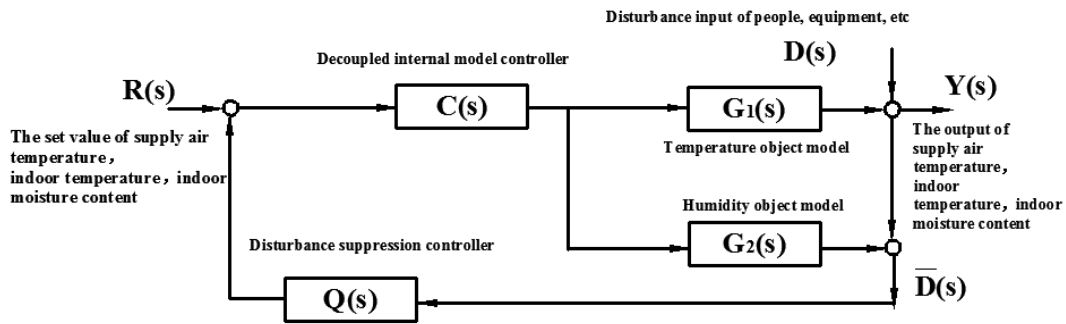 Disturbance input of people, equipment, etc
D(s)
Decoupled internal model controller
R(s)
C(s)
G1(s)
Y(s)
The set value of supply air
temperature，
indoor temperature，indoor
moisture content
Temperature object model
The output of
supply air
temperature，
indoor
temperature，indoor
moisture content
Humidity object model
G2(s)
Disturbance suppression controller
Q(s)
D̅(s)